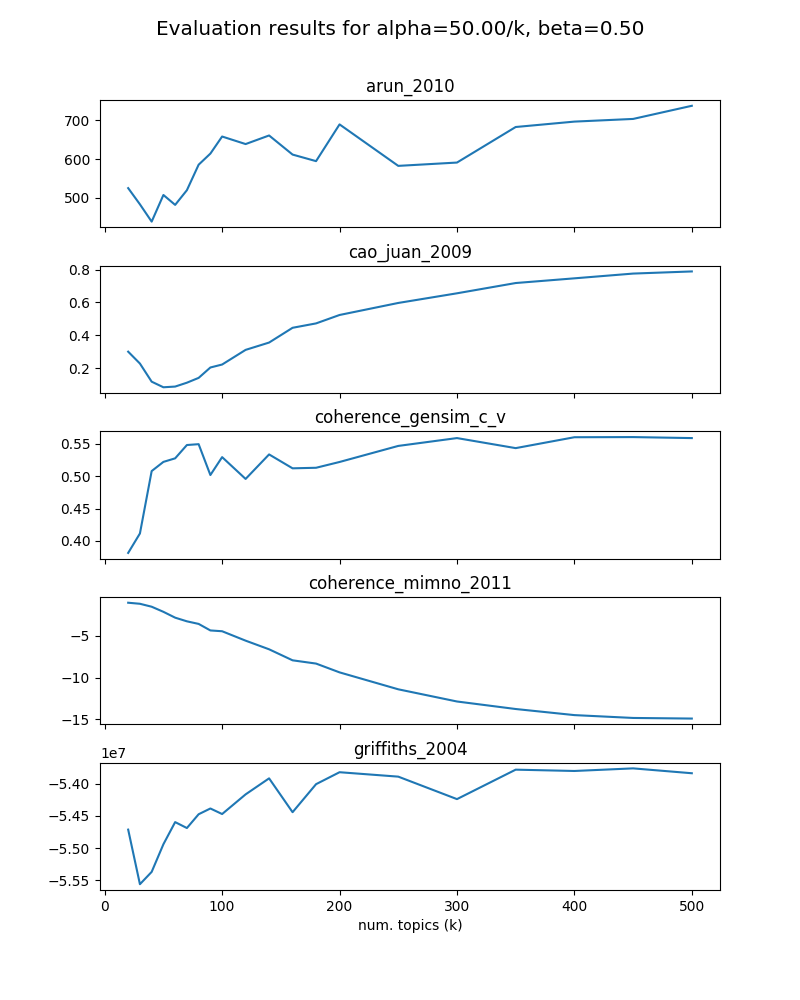 Evaluation results for alpha=50.00/k, beta=0.50
arun_2010
700
600
500
cao_juan_2009
0.8
0.6
0.4
0.2
coherence_gensim_c_v
0.55
0.50
0.45
0.40
coherence_mimno_2011
−5
−10
−15
griffiths_2004
1e7
−5.40
−5.45
−5.50
−5.55
0 100 200 300 400 500
num. topics (k)